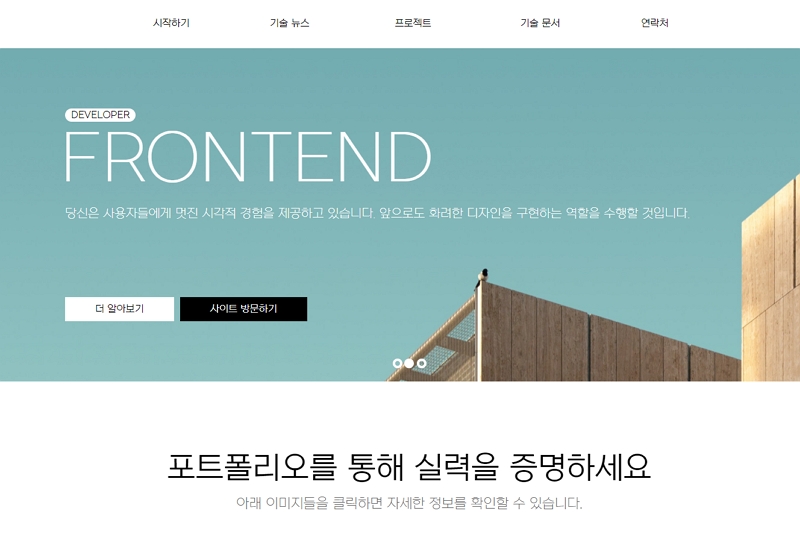 시작하기 기술 뉴스 프로젝트 기술 문서 연락처
DEVELOPER
FRONTEND
당신은 사용자들에게 멋진 시각적 경험을 제공하고 있습니다. 앞으로도 화려한 디자인을 구현하는 역할을 수행할 것입니다.
더 알아보기 사이트 방문하기
포트폴리오를 통해 실력을 증명하세요
아래 이미지들을 클릭하면 자세한 정보를 확인할 수 있습니다.